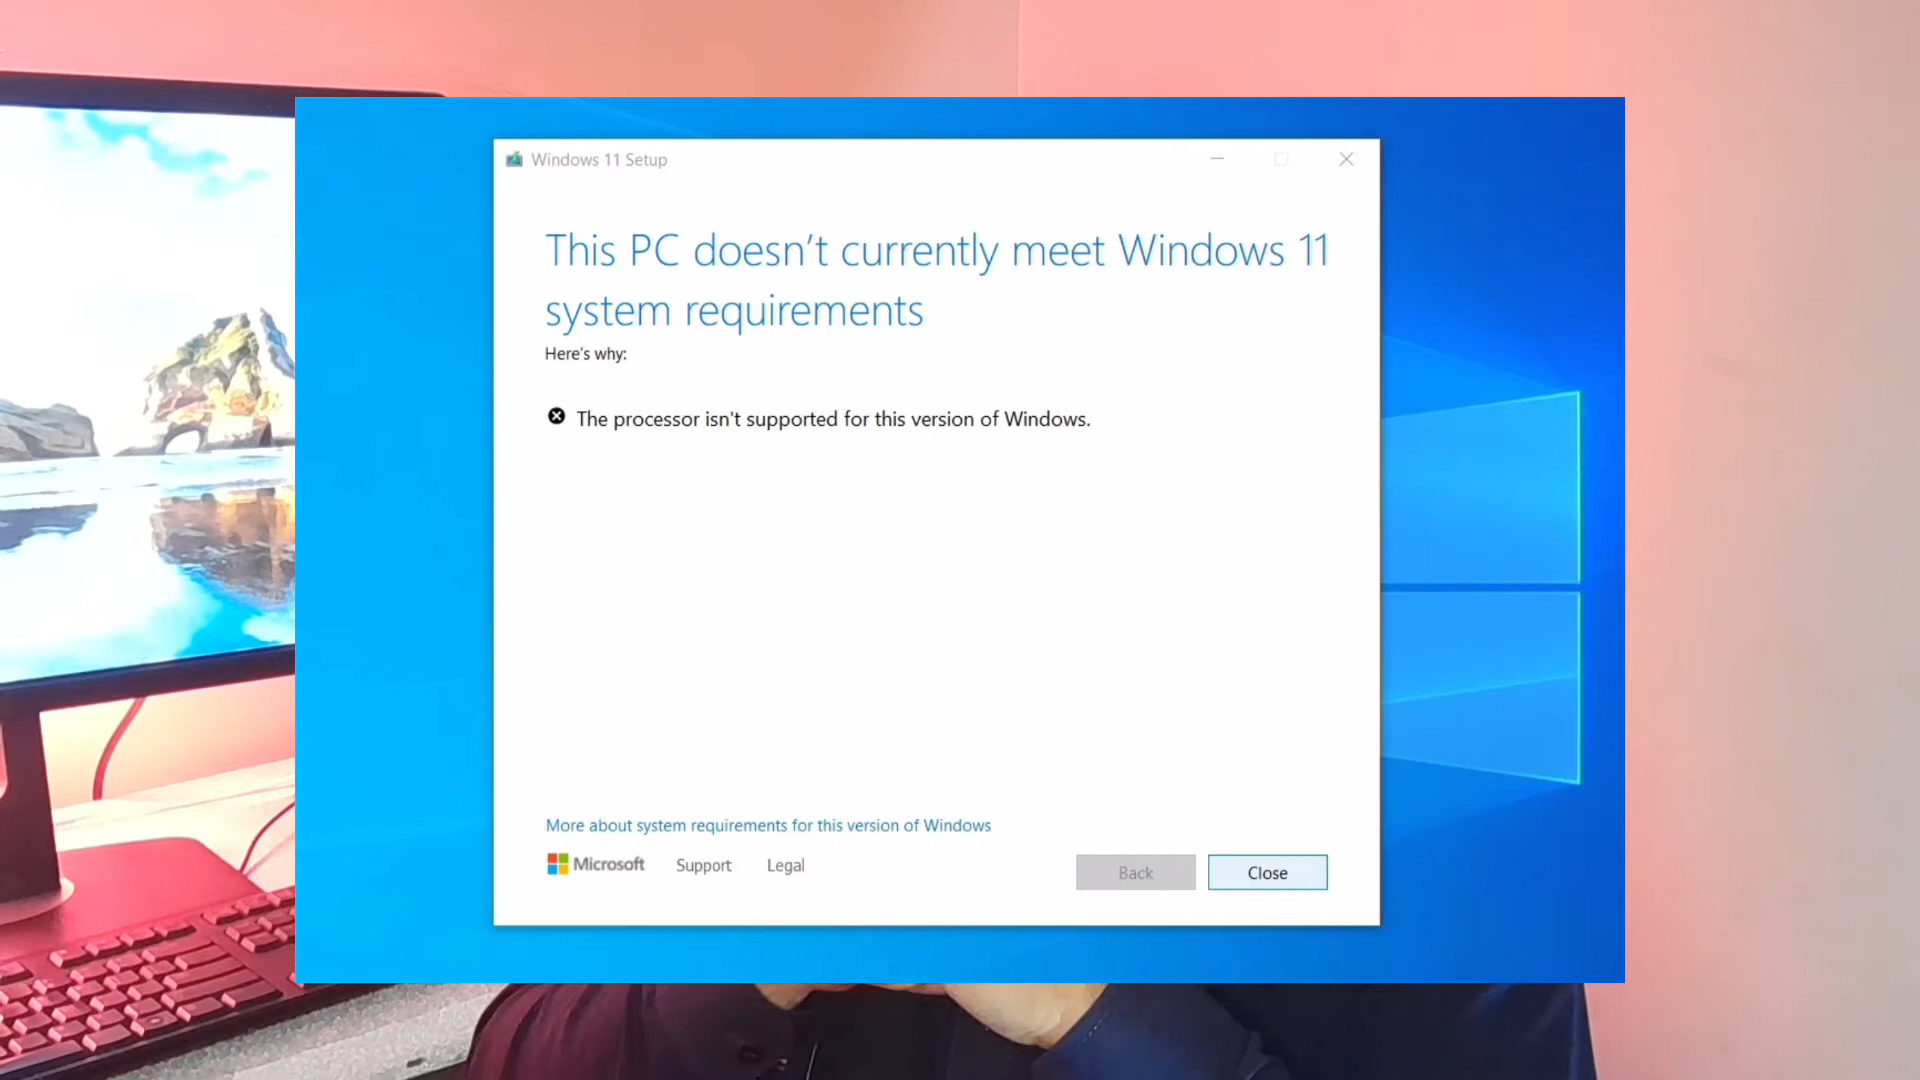 Windows 11 Setup
This PC doesn’t currently meet Windows 11
system requirements
Here’s why:
The processor isn't supported for this version of Windows.
More about system requirements for this version of Windows
Microsoft Support Legal
Back Close